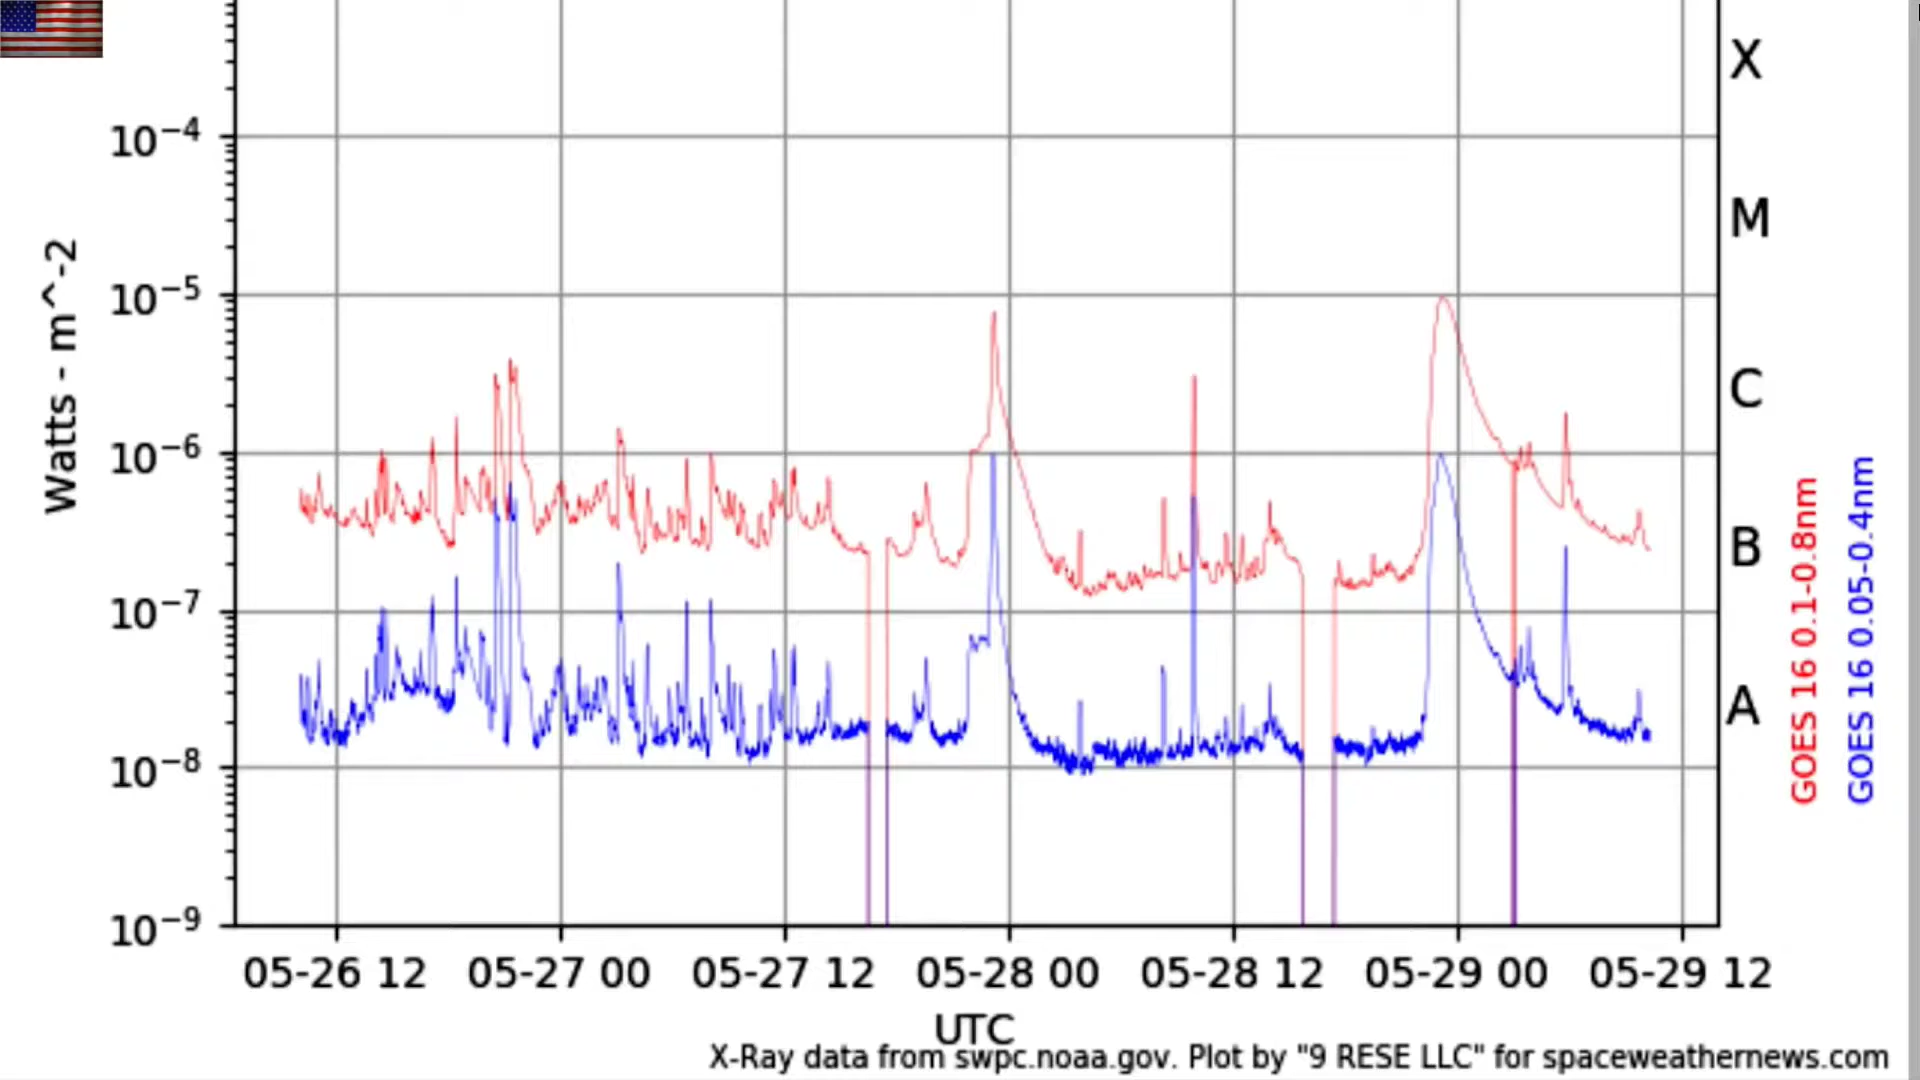 X
10−4
M
10−5
C
10−6
B
10−7
A
10−8
10−9
Watts - m^-2
GOES 16 0.1-0.8nm
GOES 16 0.05-0.4nm
05-26 12 05-27 00 05-27 12 05-28 00 05-28 12 05-29 00 05-29 12
UTC
X-Ray data from swpc.noaa.gov. Plot by "9 RESE LLC" for spaceweathernews.com